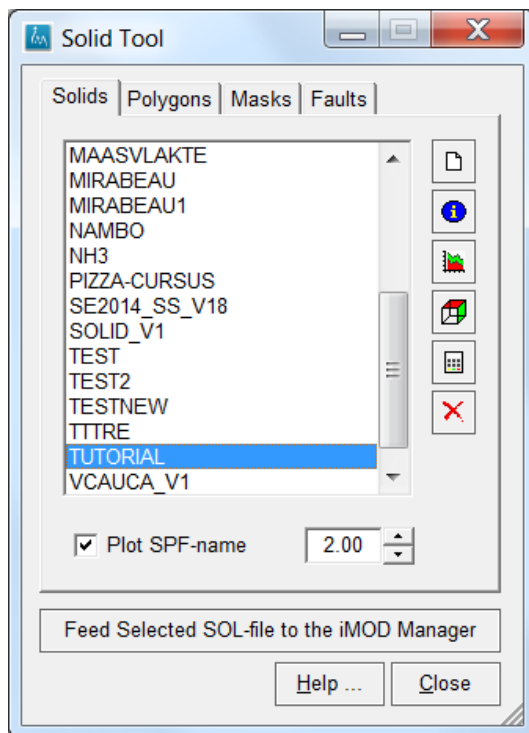 Solid Tool
Solids Polygons Masks Faults
MAASVLAKTE
MIRABEAU
MIRABEAU1
NAMBO
NH3
PIZZA-CURSUS
SE2014_SS_V18
SOLID_V1
TEST
TEST2
TESTNEW
TTTRE
TUTORIAL
VCAUCA_V1
Plot SPF-name 2.00
Feed Selected SOL-file to the iMOD Manager
Help ... Close